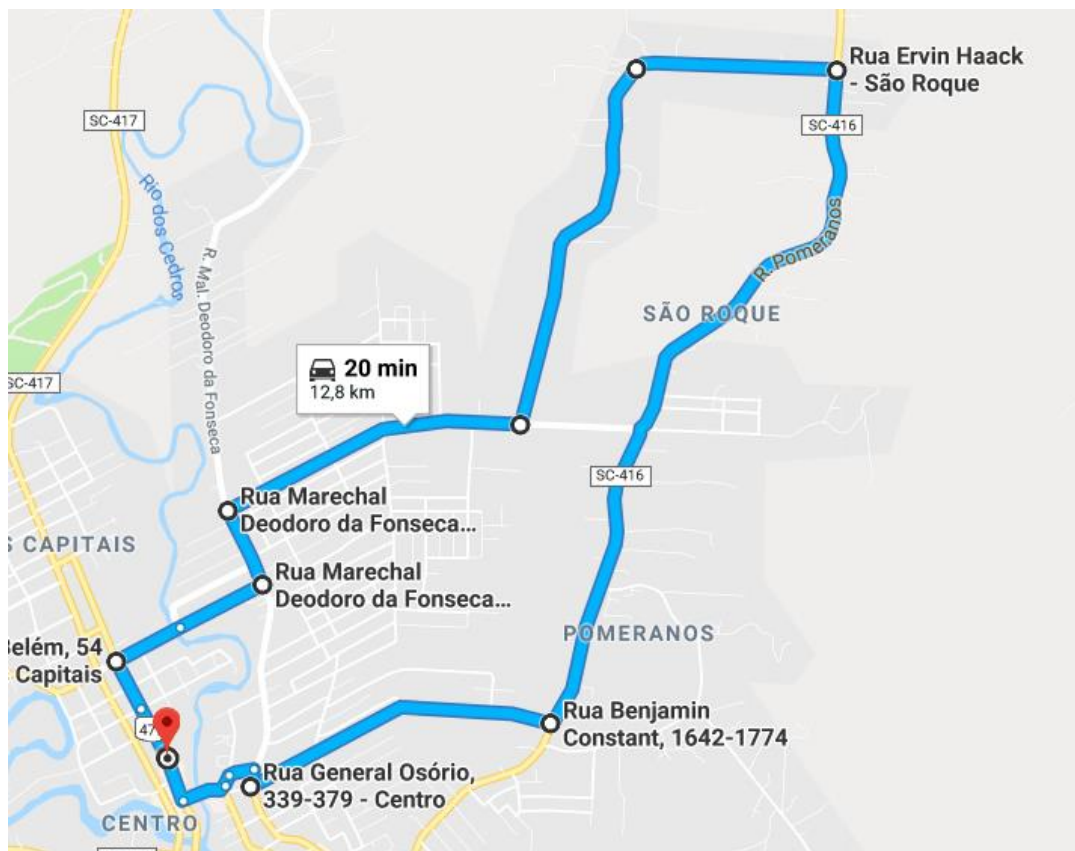 Rua Ervin Haack
- São Roque
SC-417
SC-416
Rio dos Cedros
R. Mal. Deodoro da Fonseca
R. Pomeranos
SÃO ROQUE
20 min
12,8 km
SC-417
SC-416
Rua Marechal
Deodoro da Fonseca...
S CAPITAIS
Rua Marechal
Deodoro da Fonseca...
POMERANOS
Belém, 54
Capitais
Rua Benjamin
Constant, 1642-1774
47
Rua General Osório,
339-379 - Centro
CENTRO